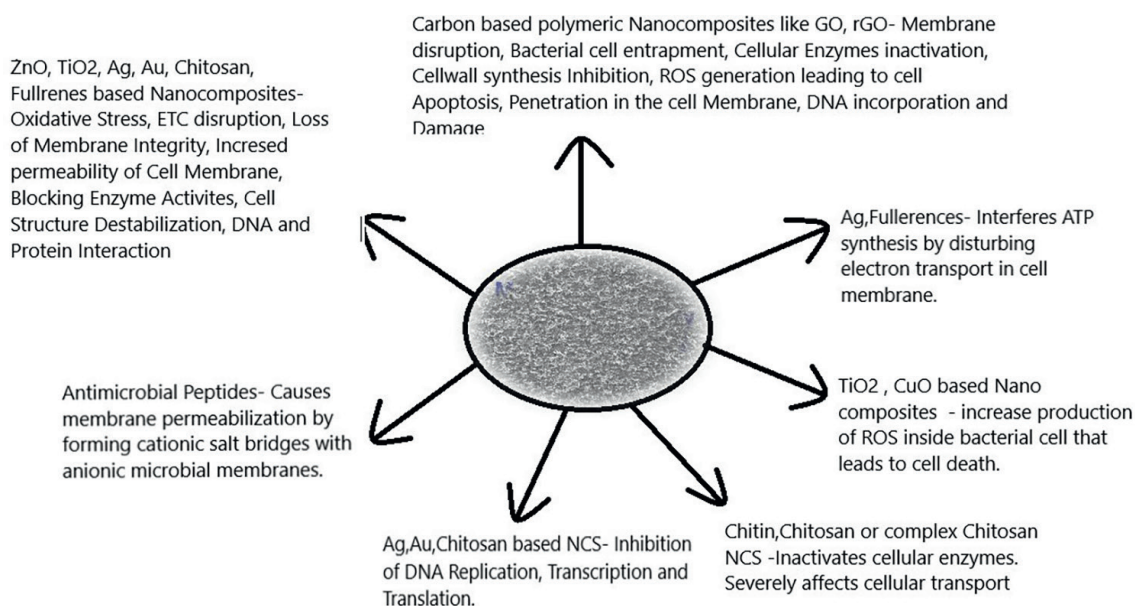 Carbon based polymeric Nanocomposites like GO, rGO- Membrane
disruption, Bacterial cell entrapment, Cellular Enzymes inactivation,
Cellwall synthesis Inhibition, ROS generation leading to cell
Apoptosis, Penetration in the cell Membrane, DNA incorporation and
Damage
ZnO, TiO2, Ag, Au, Chitosan,
Fullrenes based Nanocomposites-
Oxidative Stress, ETC disruption, Loss
of Membrane Integrity, Incresed
permeability of Cell Membrane,
Blocking Enzyme Activites, Cell
Structure Destabilization, DNA and
Protein Interaction
Ag,Fullerences- Interferes ATP
synthesis by disturbing
electron transport in cell
membrane.
TiO2 , CuO based Nano
composites - increase production
of ROS inside bacterial cell that
leads to cell death.
Antimicrobial Peptides- Causes
membrane permeabilization by
forming cationic salt bridges with
anionic microbial membranes.
Ag,Au,Chitosan based NCS- Inhibition
of DNA Replication, Transcription and
Translation.
Chitin,Chitosan or complex Chitosan
NCS -Inactivates cellular enzymes.
Severely affects cellular transport